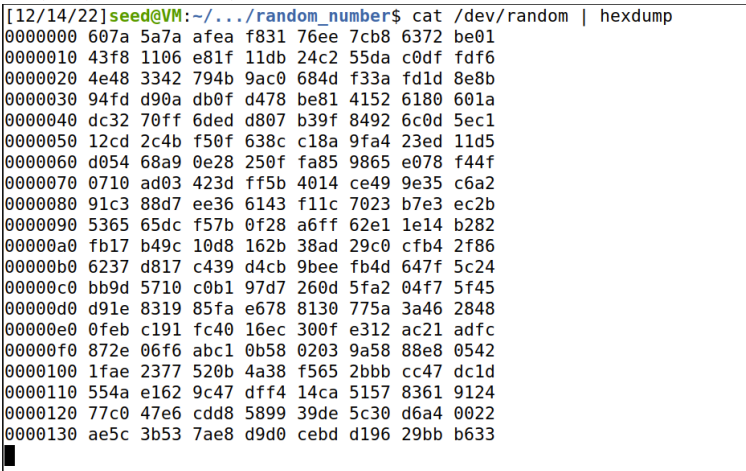 [12/14/22]seed@VM:~/.../random_number$ cat /dev/random | hexdump
0000000 607a 5a7a afea f831 76ee 7cb8 6372 be01
0000010 43f8 1106 e81f 11db 24c2 55da c0df fdf6
0000020 4e48 3342 794b 9ac0 684d f33a fd1d 8e8b
0000030 94fd d90a db0f d478 be81 4152 6180 601a
0000040 dc32 70ff 6ded d807 b39f 8492 6c0d 5ec1
0000050 12cd 2c4b f50f 638c c18a 9fa4 23ed 11d5
0000060 d054 68a9 0e28 250f fa85 9865 e078 f44f
0000070 0710 ad03 423d ff5b 4014 ce49 9e35 c6a2
0000080 91c3 88d7 ee36 6143 f11c 7023 b7e3 ec2b
0000090 5365 65dc f57b 0f28 a6ff 62e1 1e14 b282
00000a0 fb17 b49c 10d8 162b 38ad 29c0 cfb4 2f86
00000b0 6237 d817 c439 d4cb 9bee fb4d 647f 5c24
00000c0 bb9d 5710 c0b1 97d7 260d 5fa2 04f7 5f45
00000d0 d91e 8319 85fa e678 8130 775a 3a46 2848
00000e0 0feb c191 fc40 16ec 300f e312 ac21 adfc
00000f0 872e 06f6 abc1 0b58 0203 9a58 88e8 0542
0000100 1fae 2377 520b 4a38 f565 2bbb cc47 dc1d
0000110 554a e162 9c47 dff4 14ca 5157 8361 9124
0000120 77c0 47e6 cdd8 5899 39de 5c30 d6a4 0022
0000130 ae5c 3b53 7ae8 d9d0 cebd d196 29bb b633